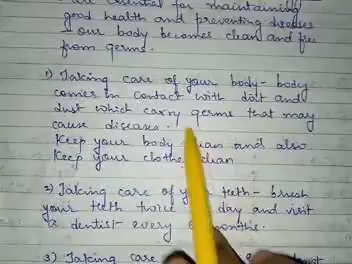 are essential for maintaining
good health and preventing diseases
our body becomes clean and free
from germs.
1) Taking care of your body - body
comes in contact with dirt and
dust which carry germs that may
cause diseases.
Keep your body clean and also
Keep your clothes clean
2) Taking care of your teeth - brush
your teeth twice a day and visit
a dentist every 6 months.
3) Taking care